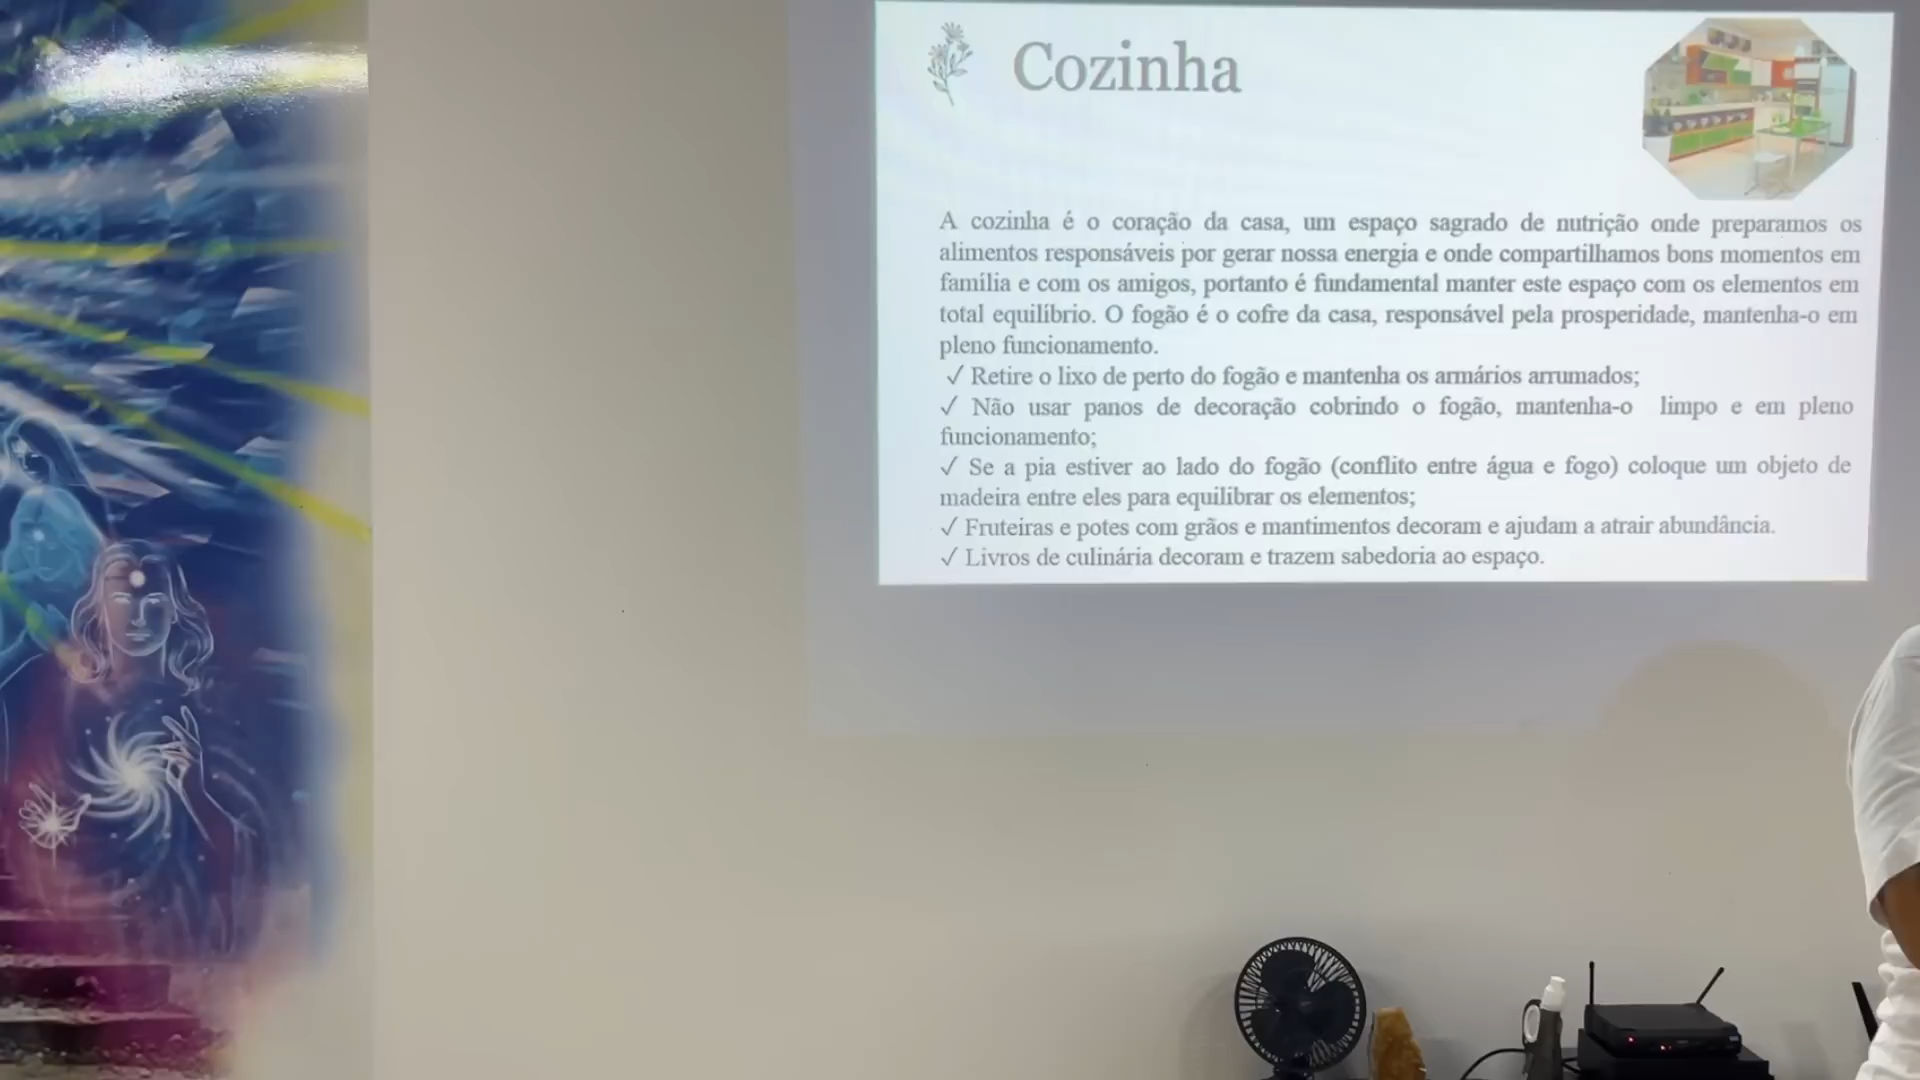 Cozinha
A cozinha é o coração da casa, um espaço sagrado de nutrição onde preparamos os
alimentos responsáveis por gerar nossa energia e onde compartilhamos bons momentos em
família e com os amigos, portanto é fundamental manter este espaço com os elementos em
total equilíbrio. O fogão é o cofre da casa, responsável pela prosperidade, mantenha-o em
pleno funcionamento.
✓ Retire o lixo de perto do fogão e mantenha os armários arrumados;
✓ Não usar panos de decoração cobrindo o fogão, mantenha-o limpo e em pleno
funcionamento;
✓ Se a pia estiver ao lado do fogão (conflito entre água e fogo) coloque um objeto de
madeira entre eles para equilibrar os elementos;
✓ Fruteiras e potes com grãos e mantimentos decoram e ajudam a atrair abundância.
✓ Livros de culinária decoram e trazem sabedoria ao espaço.